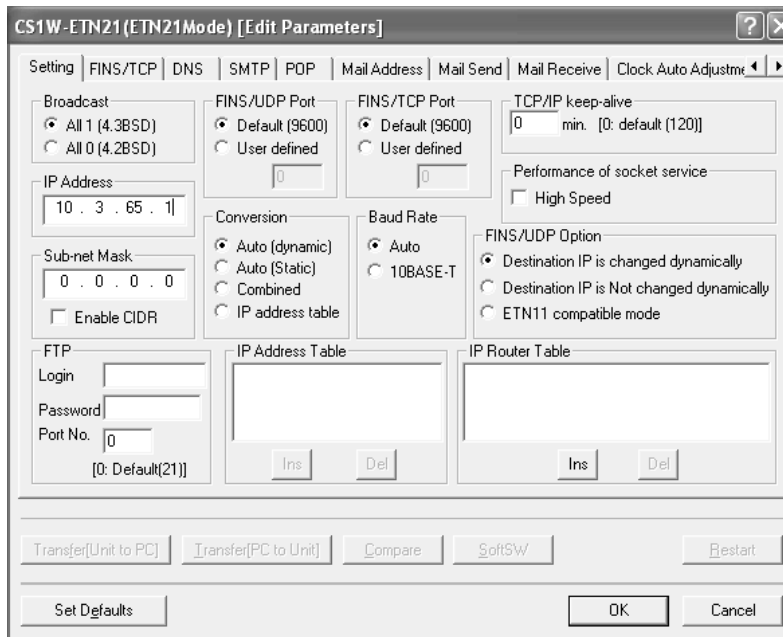 CS1W-ETN21(ETN21Mode) [Edit Parameters]
Setting FINS/TCP DNS SMTP POP Mail Address Mail Send Mail Receive Clock Auto Adjustme
Broadcast
All 1 (4.3BSD)
All 0 (4.2BSD)
FINS/UDP Port
Default (9600)
User defined
0
FINS/TCP Port
Default (9600)
User defined
0
TCP/IP keep-alive
0 min. [0: default (120)]
Performance of socket service
High Speed
IP Address
10 . 3 . 65 . 1
Sub-net Mask
0 . 0 . 0 . 0
Enable CIDR
Conversion
Auto (dynamic)
Auto (Static)
Combined
IP address table
Baud Rate
Auto
10BASE-T
FINS/UDP Option
Destination IP is changed dynamically
Destination IP is Not changed dynamically
ETN11 compatible mode
FTP
Login
Password
Port No. 0
[0: Default(21)]
IP Address Table
Ins Del
IP Router Table
Ins Del
Transfer[Unit to PC] Transfer[PC to Unit] Compare SoftSW Restart
Set Defaults OK Cancel